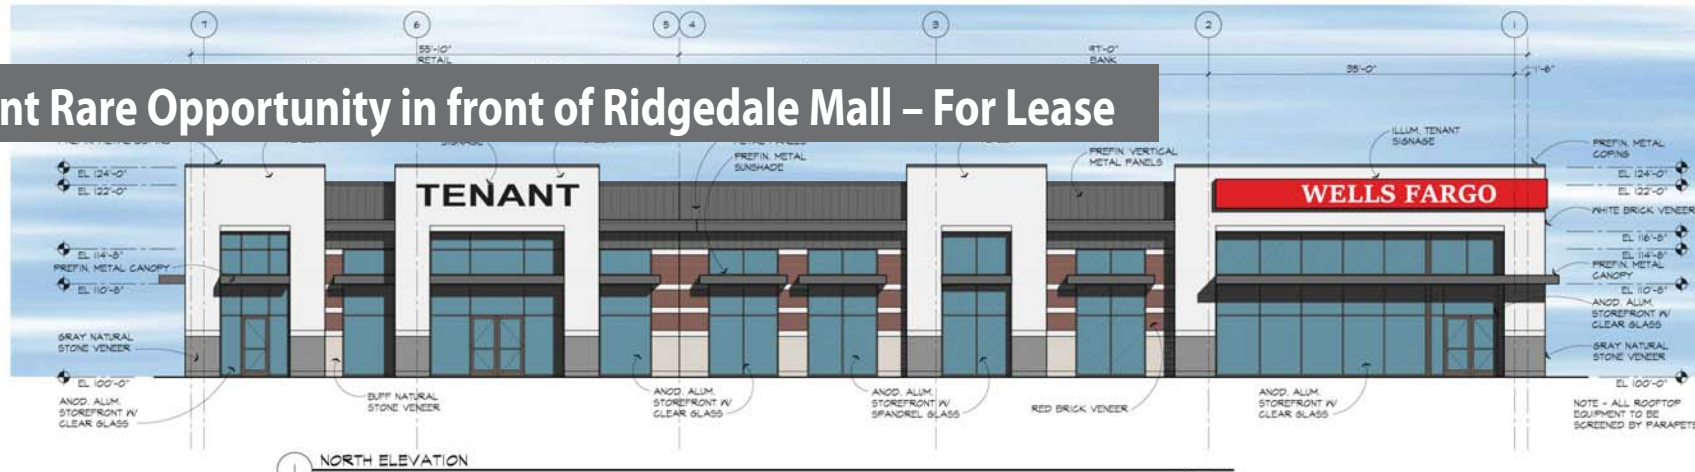 7 6 5 4 3 2 1
55'-10"
RETAIL
97'-0"
BANK
35'-0"
1'-6"
nt Rare Opportunity in front of Ridgedale Mall – For Lease
ILLUM. TENANT
SIGNAGE
PREFIN. METAL
COPING
PREFIN. METAL
SUNSHADE
PREFIN. VERTICAL
METAL PANELS
EL 124'-0"
EL 122'-0"
EL 124'-0"
EL 122'-0"
TENANT
WELLS FARGO
WHITE BRICK VENEER
EL 114'-8"
PREFIN. METAL CANOPY
EL 110'-8"
EL 116'-8"
EL 114'-8"
PREFIN. METAL
CANOPY
EL 110'-8"
ANOD. ALUM.
STOREFRONT W/
CLEAR GLASS
GRAY NATURAL
STONE VENEER
GRAY NATURAL
STONE VENEER
EL 100'-0"
EL 100'-0"
ANOD. ALUM.
STOREFRONT W/
CLEAR GLASS
BUFF NATURAL
STONE VENEER
ANOD. ALUM.
STOREFRONT W/
CLEAR GLASS
ANOD. ALUM.
STOREFRONT W/
SPANDREL GLASS
RED BRICK VENEER
ANOD. ALUM.
STOREFRONT W/
CLEAR GLASS
NOTE - ALL ROOFTOP
EQUIPMENT TO BE
SCREENED BY PARAPETS
1 NORTH ELEVATION